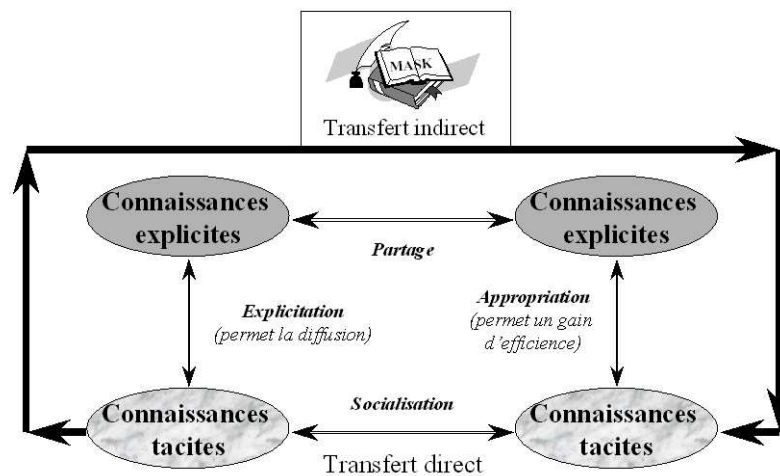 MASK
Transfert indirect
Connaissances
explicites
Connaissances
explicites
Partage
Explicitation
(permet la diffusion)
Appropriation
(permet un gain
d'efficience)
Connaissances
tacites
Socialisation
Connaissances
tacites
Transfert direct